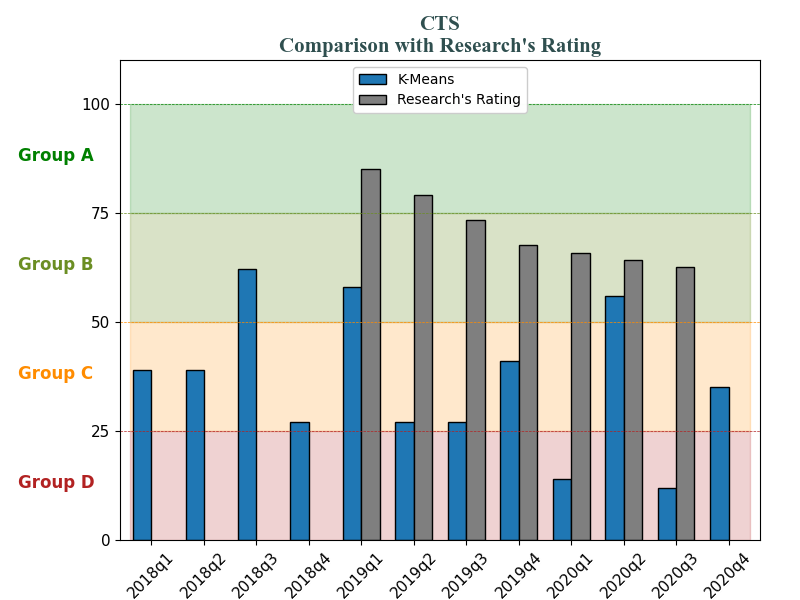 CTS
Comparison with Research's Rating
K-Means
Research's Rating
100
Group A
75
Group B
50
Group C
25
Group D
0
2018q1
2018q2
2018q3
2018q4
2019q1
2019q2
2019q3
2019q4
2020q1
2020q2
2020q3
2020q4